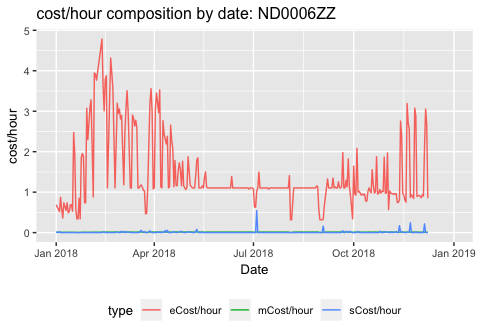 cost/hour composition by date: ND0006ZZ
5
4
3
2
1
0
cost/hour
Jan 2018 Apr 2018 Jul 2018 Oct 2018 Jan 2019
Date
type eCost/hour mCost/hour sCost/hour